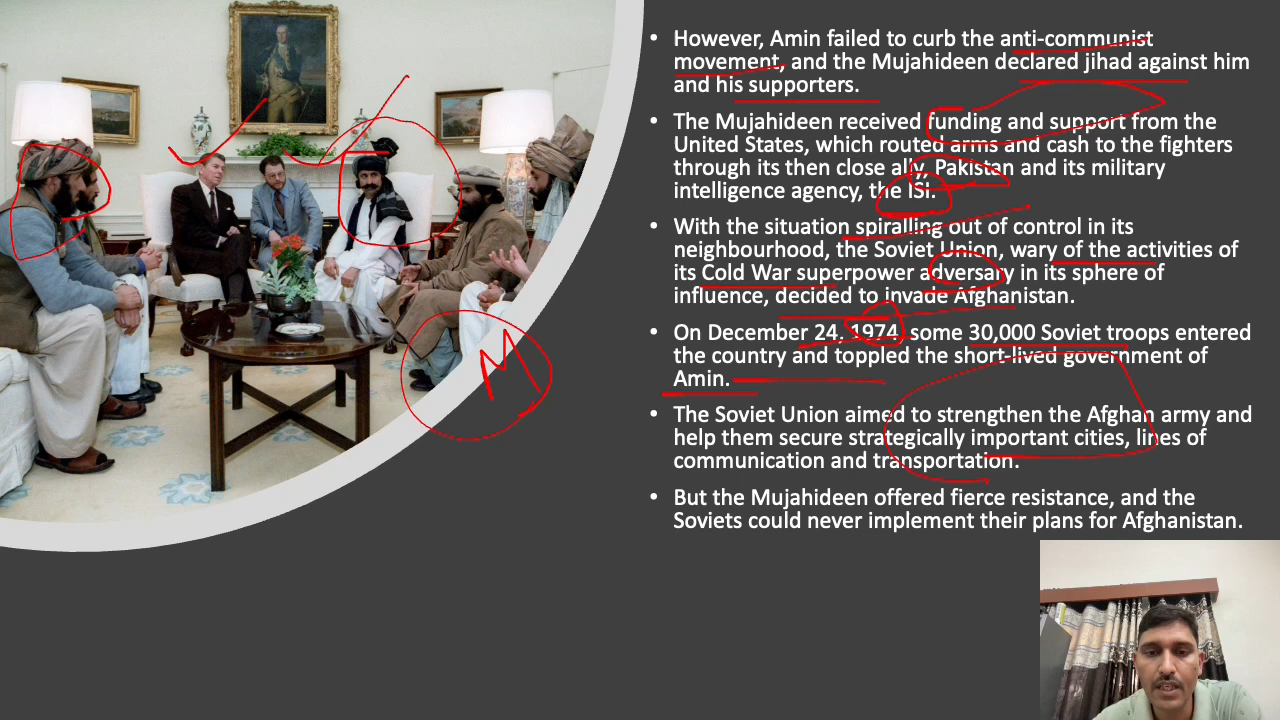 • However, Amin failed to curb the anti-communist
movement, and the Mujahideen declared jihad against him
and his supporters.
• The Mujahideen received funding and support from the
United States, which routed arms and cash to the fighters
through its then close ally, Pakistan and its military
intelligence agency, the ISI.
• With the situation spiralling out of control in its
neighbourhood, the Soviet Union, wary of the activities of
its Cold War superpower adversary in its sphere of
influence, decided to invade Afghanistan.
• On December 24, 1974, some 30,000 Soviet troops entered
the country and toppled the short-lived government of
Amin.
• The Soviet Union aimed to strengthen the Afghan army and
help them secure strategically important cities, lines of
communication and transportation.
• But the Mujahideen offered fierce resistance, and the
Soviets could never implement their plans for Afghanistan.
M